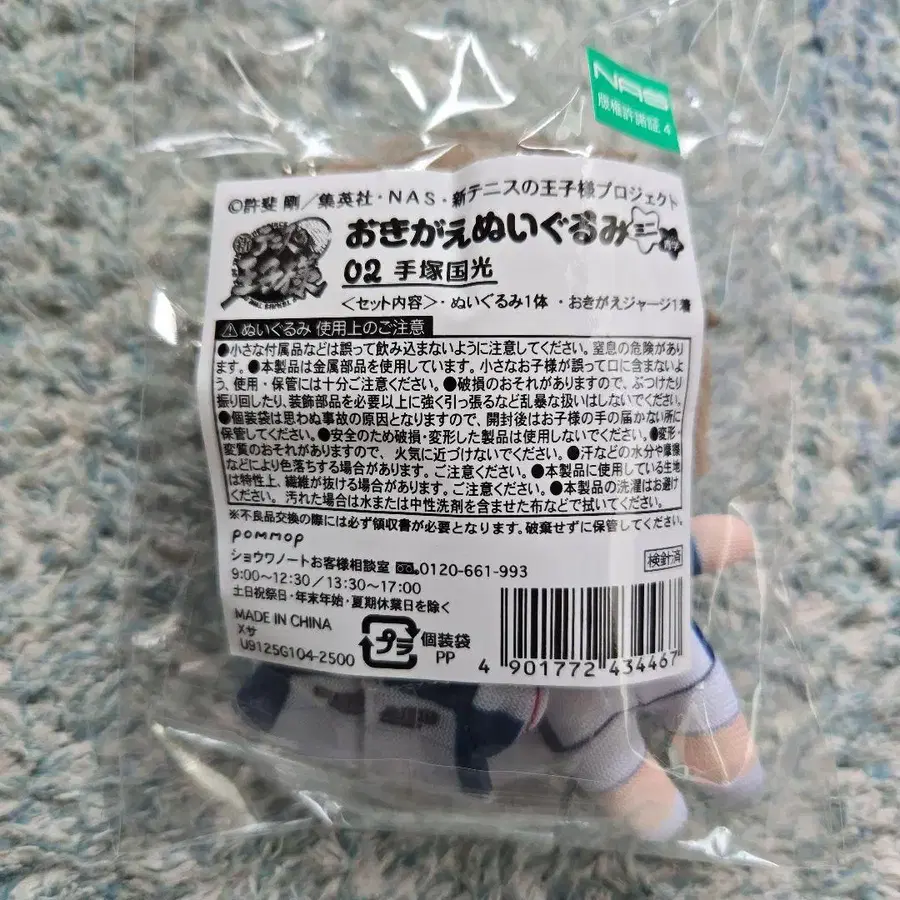 NAS
版権許諾証 4
©許斐 剛／集英社・NAS・新テニスの王子様プロジェクト
新テニスの王子様
おきがえぬいぐるみ ミニ
02 手塚国光
＜セット内容＞・ぬいぐるみ1体 ・おきがえジャージ1着
⚠ ぬいぐるみ 使用上のご注意
●小さな付属品などは誤って飲み込まないように注意してください。窒息の危険があり
ます。●本製品は金属部品を使用しています。小さなお子様が誤って口に含まないよ
う、使用・保管には十分ご注意ください。●破損のおそれがありますので、ぶつけたり
振り回したり、装飾部品を必要以上に強く引っ張るなど乱暴な扱いはしないでください。
●個装袋は思わぬ事故の原因となりますので、開封後はお子様の手の届かない所に
保管してください。●安全のため破損・変形した製品は使用しないでください。●変形・
変質のおそれがありますので、火気に近づけないでください。●汗などの水分や摩擦
などにより色落ちする場合があります。ご注意ください。●本製品に使用している生地
は特性上、繊維が抜ける場合があります。ご注意ください。●本製品の洗濯はお避け
ください。汚れた場合は水または中性洗剤を含ませた布などで拭いてください。
※不良品交換の際には必ず領収書が必要となります。破棄せずに保管してください。
pommop
ショウワノートお客様相談室 0120-661-993
検針済
9:00～12:30／13:30～17:00
土日祝祭日・年末年始・夏期休業日を除く
MADE IN CHINA
メサ
U9125G104-2500
プラ
個装袋
PP
4 901772 434467